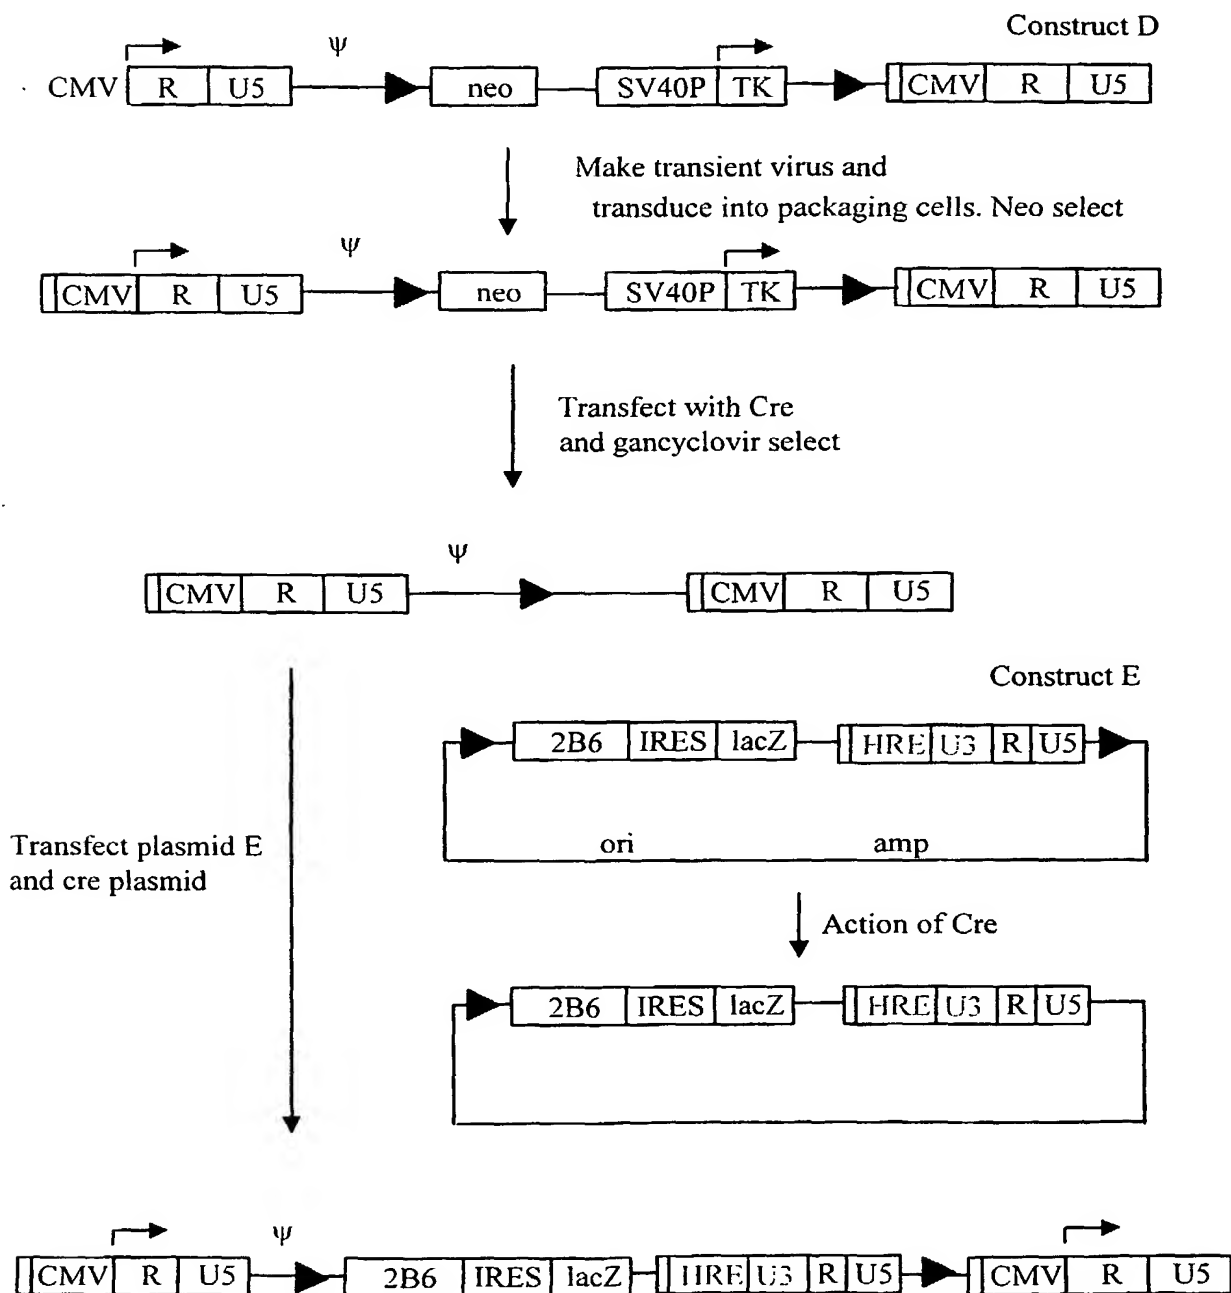 Construct D
ψ
CMV R U5 neo SV40P TK CMV R U5
Make transient virus and
transduce into packaging cells. Neo select
ψ
CMV R U5 neo SV40P TK CMV R U5
Transfect with Cre
and gancyclovir select
ψ
CMV R U5 CMV R U5
Construct E
2B6 IRES lacZ HRE U3 R U5
ori amp
Transfect plasmid E
and cre plasmid
Action of Cre
2B6 IRES lacZ HRE U3 R U5
ψ
CMV R U5 2B6 IRES lacZ HRE U3 R U5 CMV R U5